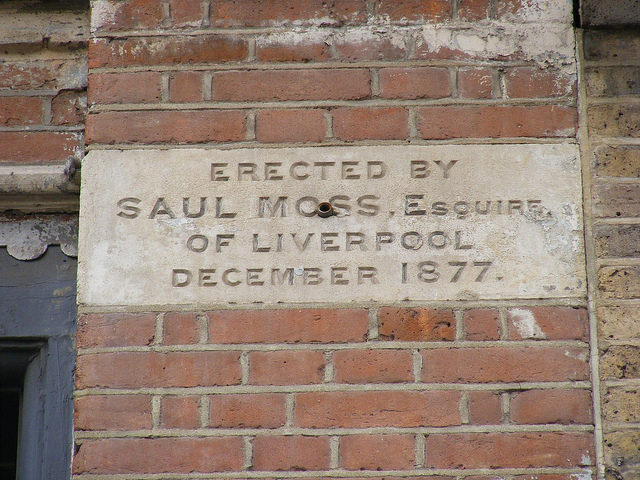 ERECTED BY
SAUL MOSS, ESQUIRE,
OF LIVERPOOL
DECEMBER 1877.